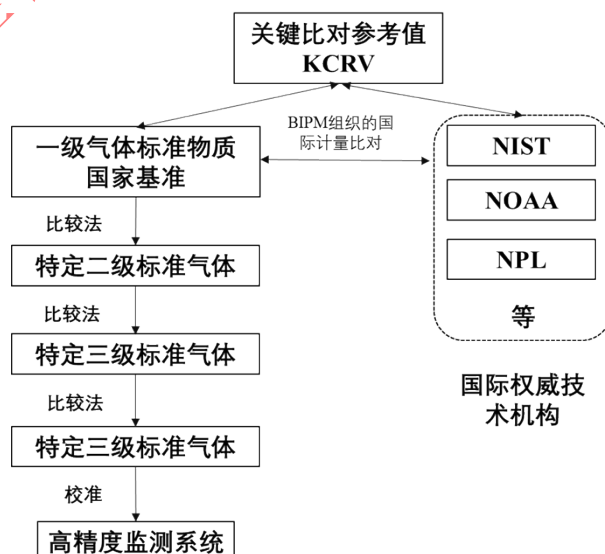 关键比对参考值
KCRV
BIPM组织的国
际计量比对
一级气体标准物质
国家基准
NIST
NOAA
NPL
等
国际权威技
术机构
比较法
特定二级标准气体
比较法
特定三级标准气体
比较法
特定三级标准气体
校准
高精度监测系统